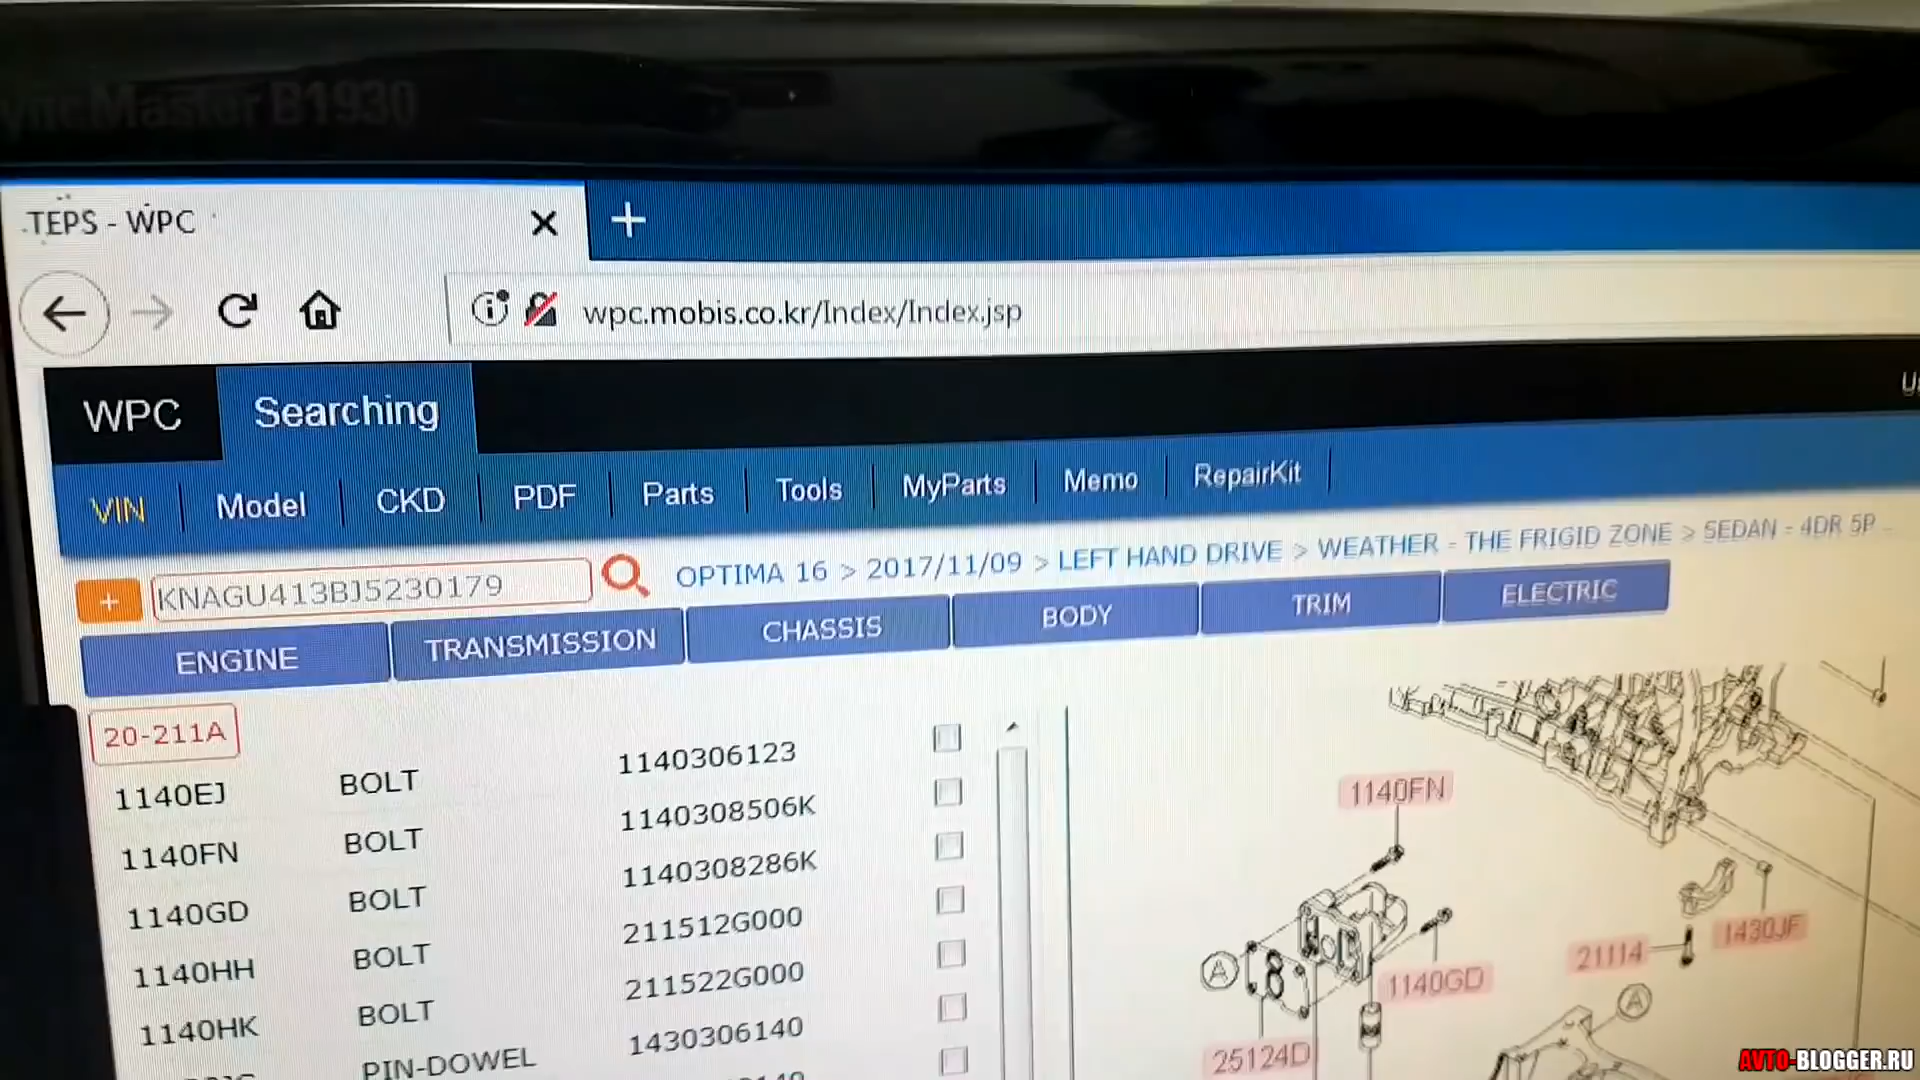 SyncMaster B1930
TEPS - WPC
wpc.mobis.co.kr/Index/Index.jsp
WPC Searching
VIN Model CKD PDF Parts Tools MyParts Memo RepairKit
+ KNAGU413BJ5230179 OPTIMA 16 > 2017/11/09 > LEFT HAND DRIVE > WEATHER - THE FRIGID ZONE > SEDAN - 4DR 5P ...
ENGINE TRANSMISSION CHASSIS BODY TRIM ELECTRIC
20-211A
1140EJ BOLT 1140306123
1140FN BOLT 1140308506K
1140GD BOLT 1140308286K
1140HH BOLT 211512G000
1140HK BOLT 211522G000
PIN-DOWEL 1430306140
1140FN
1430JF
21114
A
1140GD
A
25124D
AVTO-BLOGGER.RU